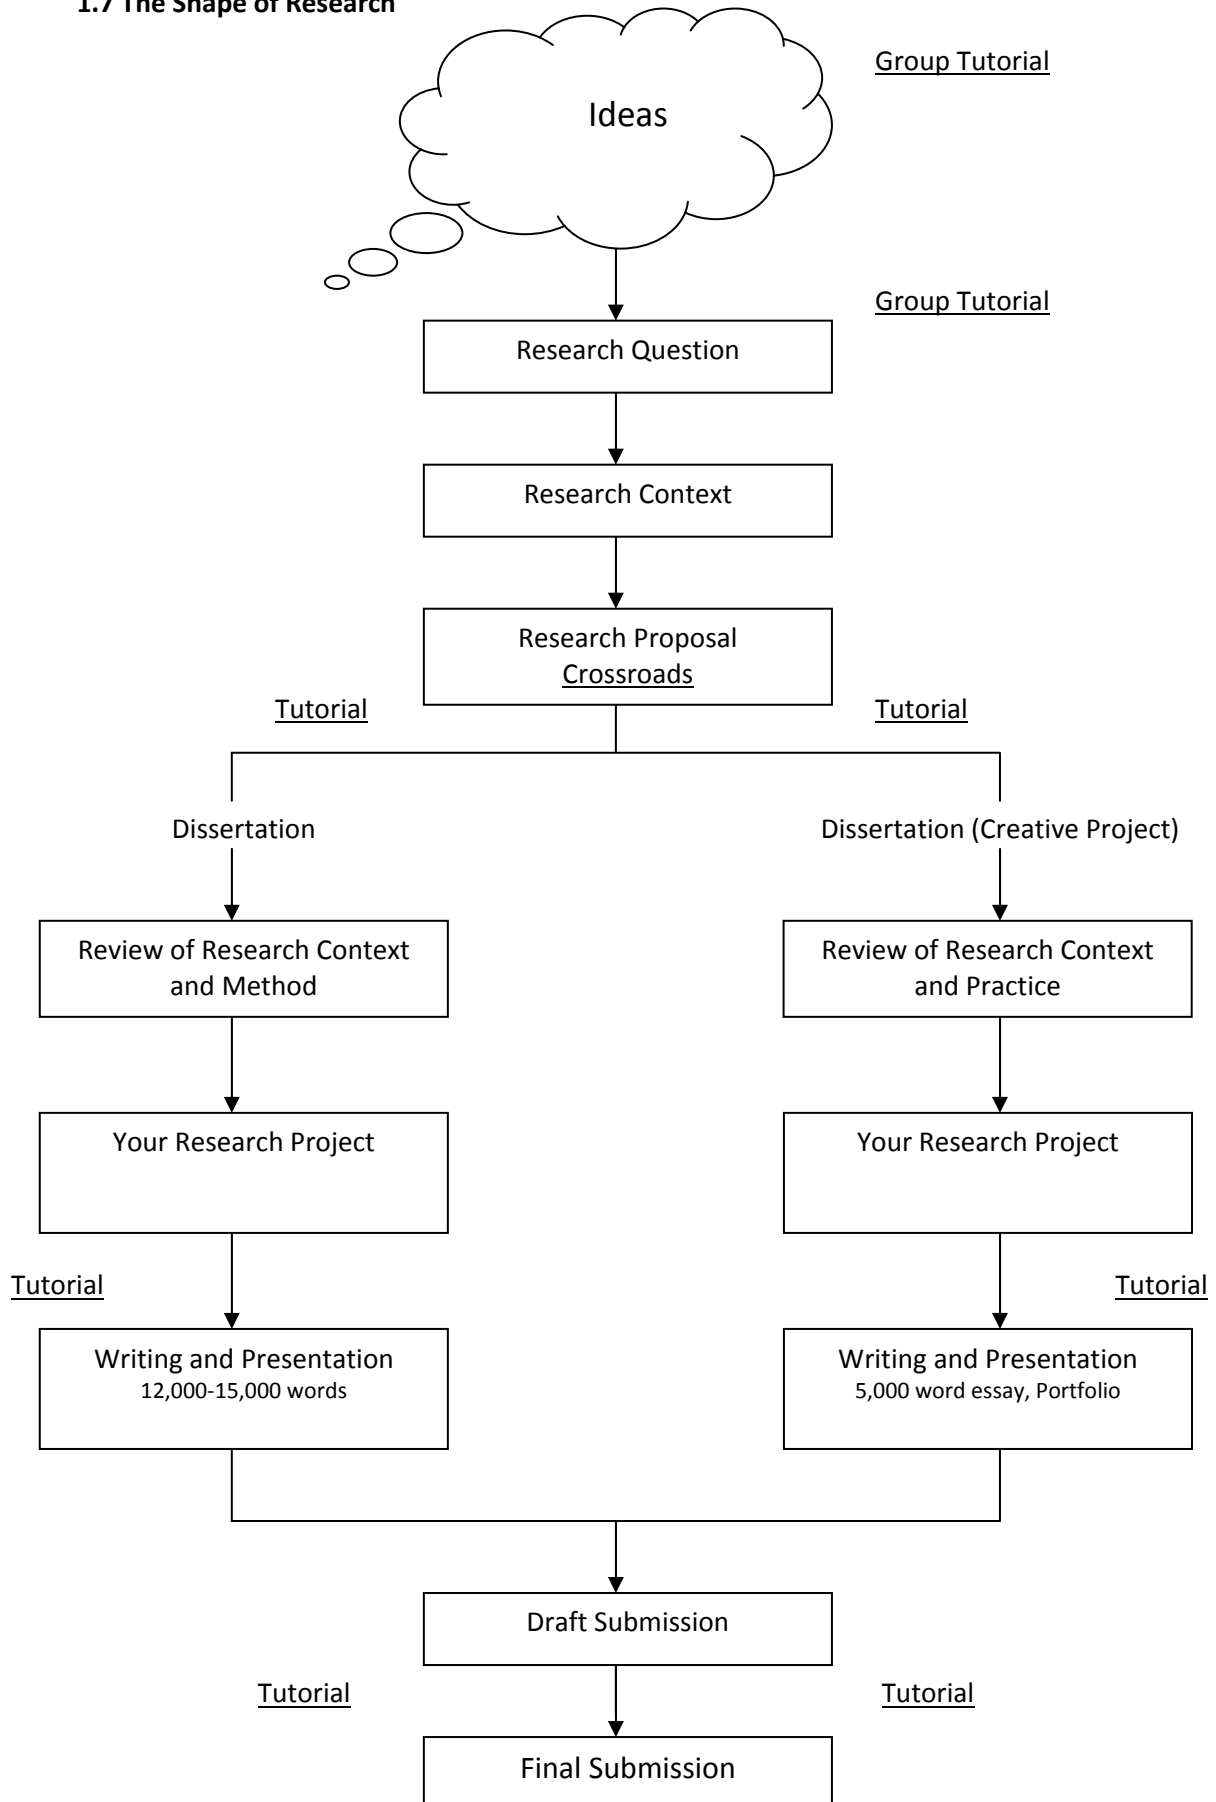 1.7 The Shape of Research
Group Tutorial
Ideas
Group Tutorial
Research Question
Research Context
Research Proposal
Crossroads
Tutorial
Tutorial
Dissertation
Dissertation (Creative Project)
Review of Research Context
and Method
Review of Research Context
and Practice
Your Research Project
Your Research Project
Tutorial
Tutorial
Writing and Presentation
12,000-15,000 words
Writing and Presentation
5,000 word essay, Portfolio
Draft Submission
Tutorial
Tutorial
Final Submission